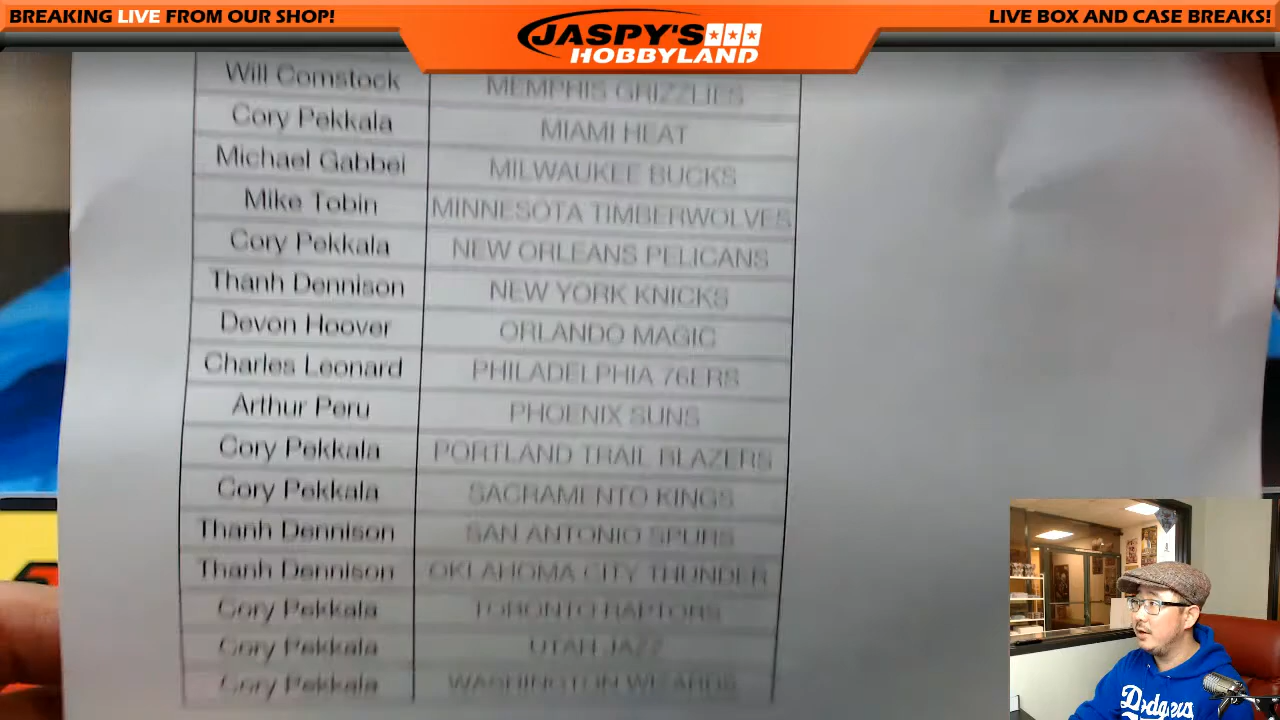 BREAKING LIVE FROM OUR SHOP!
JASPY'S
HOBBYLAND
LIVE BOX AND CASE BREAKS!
Will Comstock MEMPHIS GRIZZLIES
Cory Pekkala MIAMI HEAT
Michael Gabbei MILWAUKEE BUCKS
Mike Tobin MINNESOTA TIMBERWOLVES
Cory Pekkala NEW ORLEANS PELICANS
Thanh Dennison NEW YORK KNICKS
Devon Hoover ORLANDO MAGIC
Charles Leonard PHILADELPHIA 76ERS
Arthur Peru PHOENIX SUNS
Cory Pekkala PORTLAND TRAIL BLAZERS
Cory Pekkala SACRAMENTO KINGS
Thanh Dennison SAN ANTONIO SPURS
Thanh Dennison OKLAHOMA CITY THUNDER
Cory Pekkala TORONTO RAPTORS
Cory Pekkala UTAH JAZZ
Cory Pekkala WASHINGTON WIZARDS
Dodgers